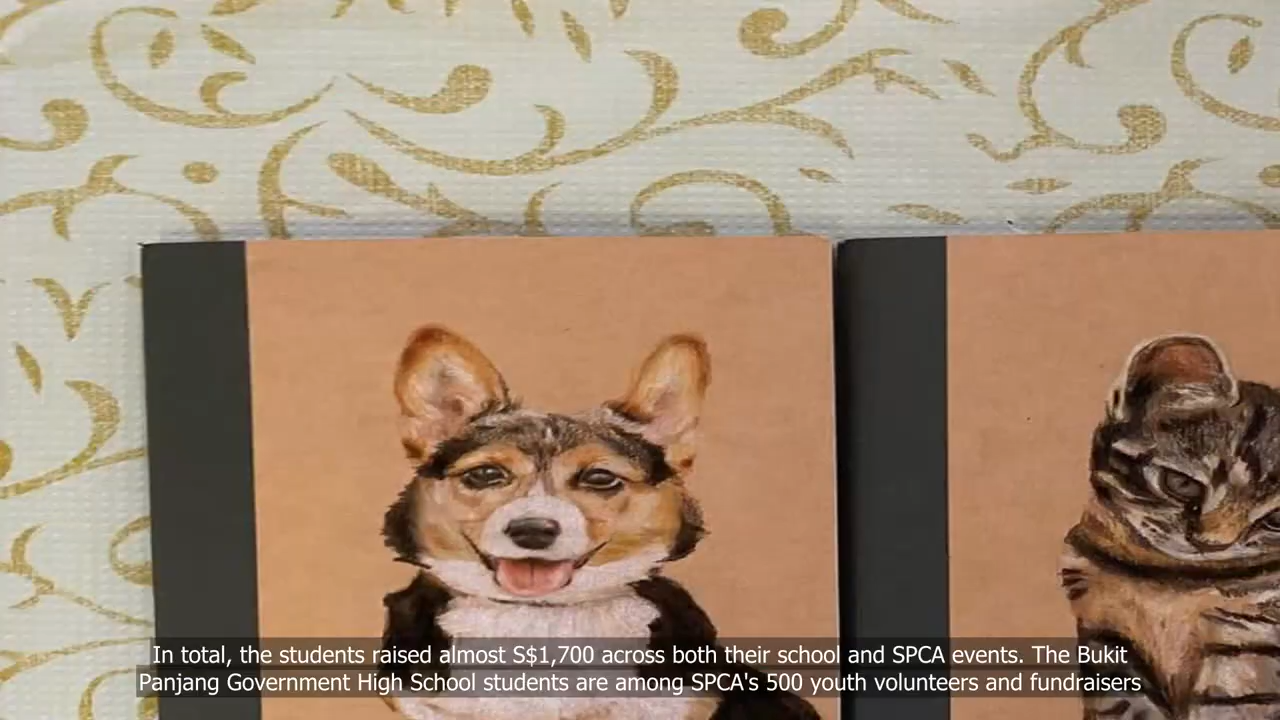 In total, the students raised almost S$1,700 across both their school and SPCA events. The Bukit
Panjang Government High School students are among SPCA's 500 youth volunteers and fundraisers